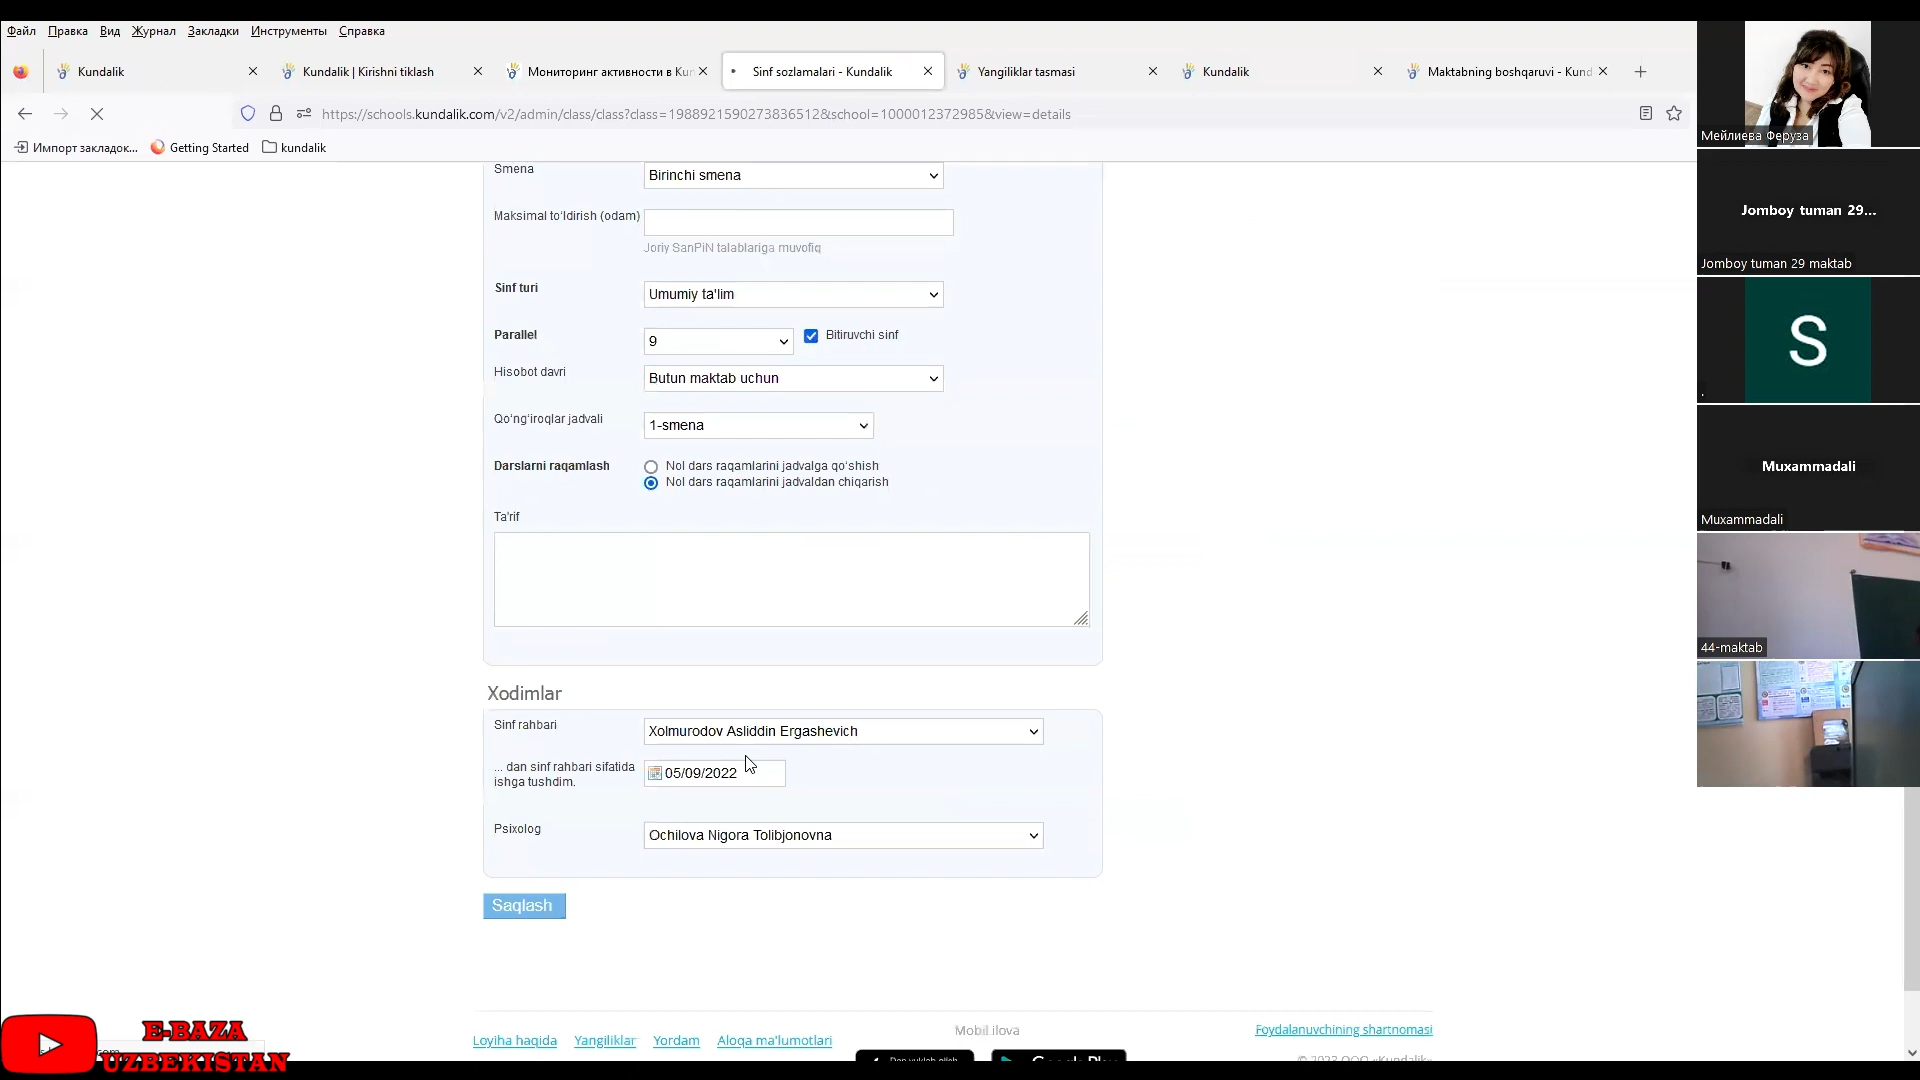 Файл Правка Вид Журнал Закладки Инструменты Справка
Kundalik
Kundalik | Kirishni tiklash
Мониторинг активности в Kun
Sinf sozlamalari - Kundalik
Yangiliklar tasmasi
Kundalik
Maktabning boshqaruvi - Kund
https://schools.kundalik.com/v2/admin/class/class?class=1988921590273836512&school=1000012372985&view=details
Импорт закладок... Getting Started kundalik
Smena Birinchi smena
Maksimal to'ldirish (odam)
Joriy SanPiN talablariga muvofiq
Sinf turi Umumiy ta'lim
Parallel 9 Bitiruvchi sinf
Hisobot davri Butun maktab uchun
Qo'ng'iroqlar jadvali 1-smena
Darslarni raqamlash Nol dars raqamlarini jadvalga qo'shish
Nol dars raqamlarini jadvaldan chiqarish
Ta'rif
Xodimlar
Sinf rahbari Xolmurodov Asliddin Ergashevich
... dan sinf rahbari sifatida
ishga tushdim.
05/09/2022
Psixolog Ochilova Nigora Tolibjonovna
Saqlash
Loyiha haqida Yangiliklar Yordam Aloqa ma'lumotlari
Mobil ilova
Google Play
Foydalanuvchining shartnomasi
© 2023 ООО «Kundalik»
Мейлиева Феруза
Jomboy tuman 29...
Jomboy tuman 29 maktab
S
.
Muxammadali
Muxammadali
44-maktab
E-BAZA
UZBEKISTAN